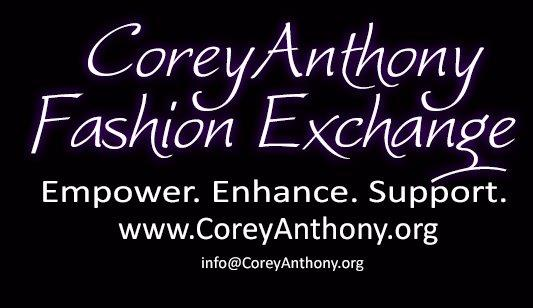 CoreyAnthony
Fashion Exchange
Empower. Enhance. Support.
www.CoreyAnthony.org
info@CoreyAnthony.org